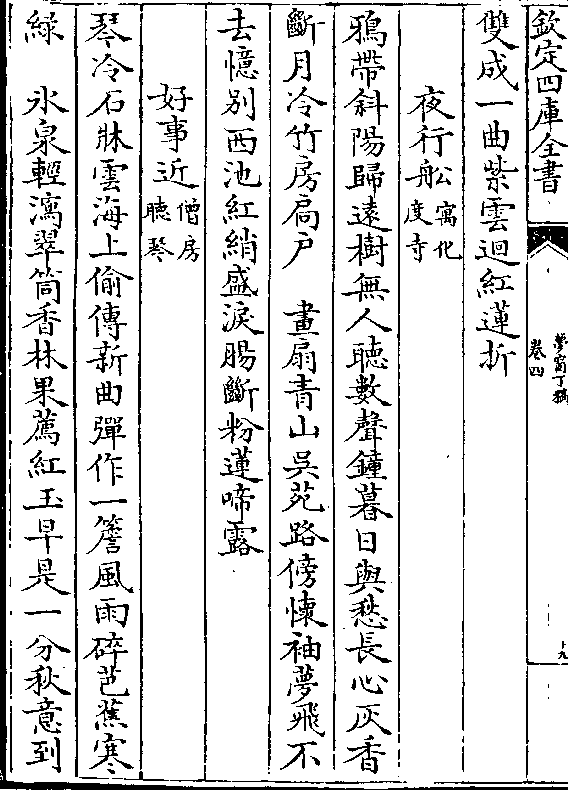 欽定四庫全書
夢窗丁稿
卷四
十九
雙成一曲紫雲迴紅蓮折
夜行船寓化度寺
鴉帶斜陽歸遠樹無人聽數聲鐘暮日與愁長心灰香
斷月冷竹房扃户　畫扇青山吳苑路傍懷袖夢飛不
去憶别西池紅綃盛淚腸斷粉蓮啼露
好事近僧房聽琴
琴冷石牀雲海上偷傳新曲彈作一簷風雨碎芭蕉寒
綠　氷泉輕瀉翠筒香林果薦紅玉早是一分秋意到